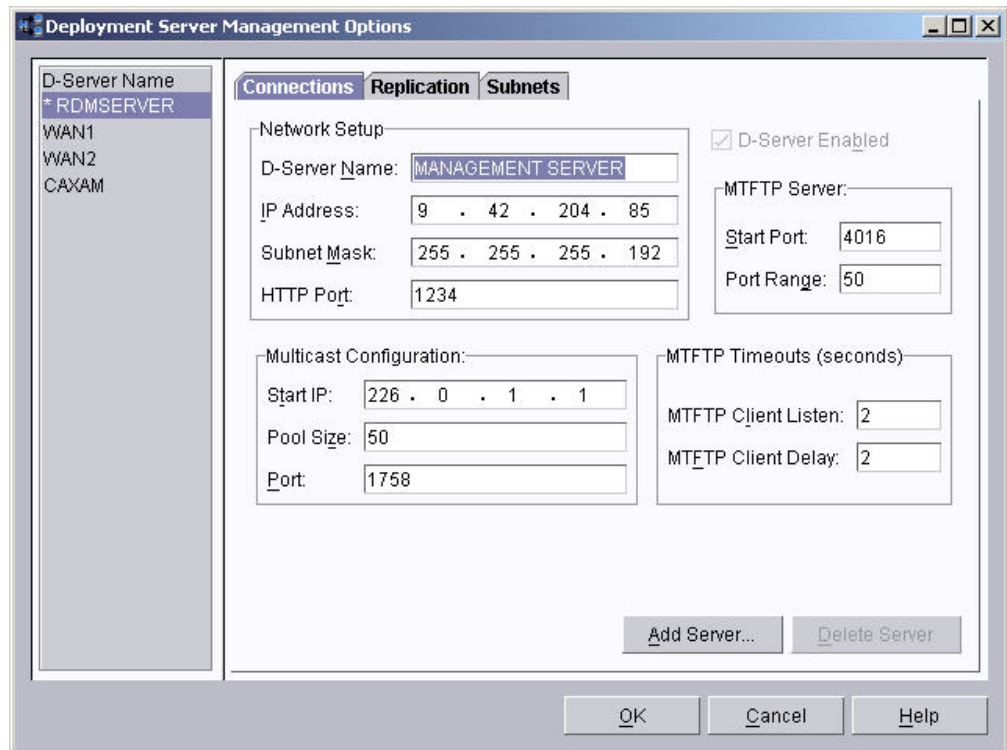 Deployment Server Management Options
D-Server Name
* RDMSERVER
WAN1
WAN2
CAXAM
Connections Replication Subnets
Network Setup
D-Server Name: MANAGEMENT SERVER
IP Address: 9 . 42 . 204 . 85
Subnet Mask: 255 . 255 . 255 . 192
HTTP Port: 1234
D-Server Enabled
MTFTP Server:
Start Port: 4016
Port Range: 50
Multicast Configuration:
Start IP: 226 . 0 . 1 . 1
Pool Size: 50
Port: 1758
MTFTP Timeouts (seconds)
MTFTP Client Listen: 2
MTFTP Client Delay: 2
Add Server... Delete Server
OK Cancel Help